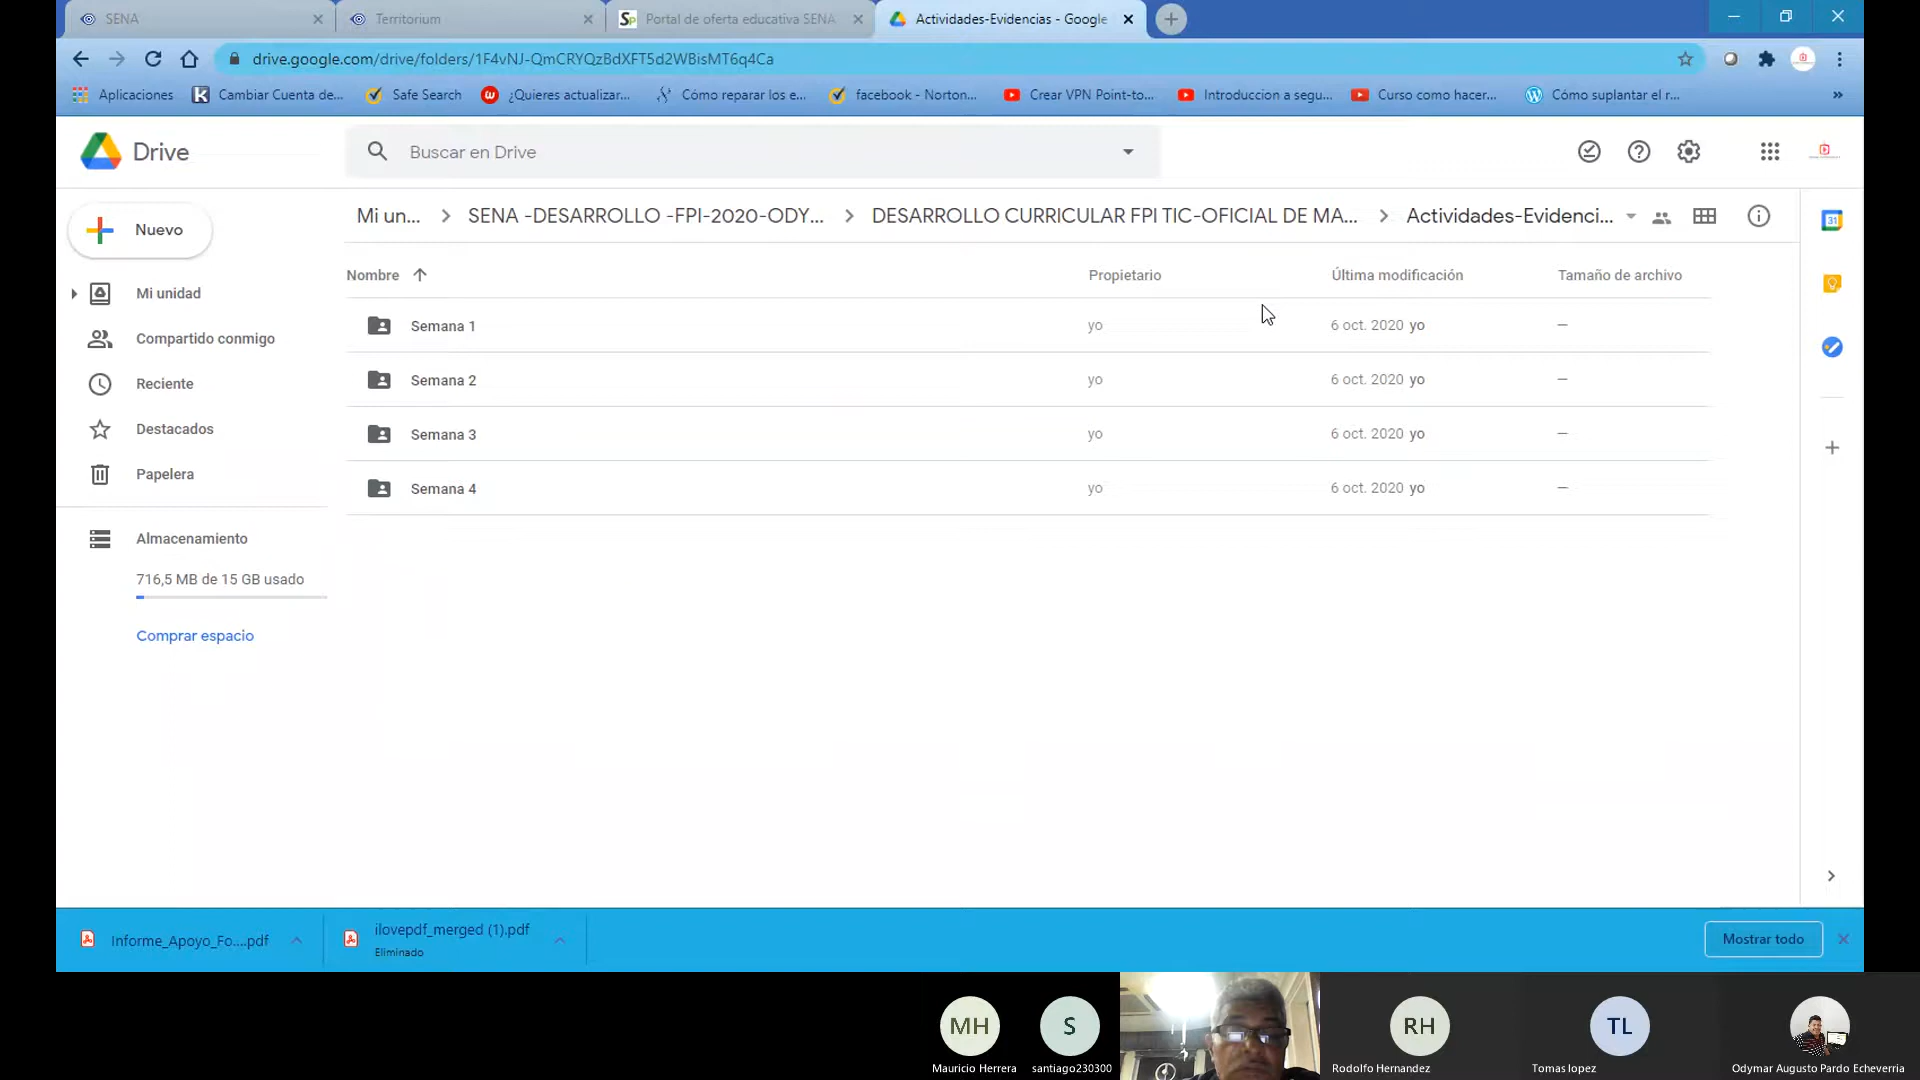 SENA
Territorium
Portal de oferta educativa SENA
Actividades-Evidencias - Google
drive.google.com/drive/folders/1F4vNJ-QmCRYQzBdXFT5d2WBisMT6q4Ca
Aplicaciones
Cambiar Cuenta de...
Safe Search
¿Quieres actualizar...
Cómo reparar los e...
facebook - Norton...
Crear VPN Point-to...
Introduccion a segu...
Curso como hacer...
Cómo suplantar el r...
Drive
Buscar en Drive
Nuevo
Mi unidad
Compartido conmigo
Reciente
Destacados
Papelera
Almacenamiento
716,5 MB de 15 GB usado
Comprar espacio
Mi un... > SENA -DESARROLLO -FPI-2020-ODY... > DESARROLLO CURRICULAR FPI TIC-OFICIAL DE MA... > Actividades-Evidenci...
Nombre Propietario Última modificación Tamaño de archivo
Semana 1 yo 6 oct. 2020 yo —
Semana 2 yo 6 oct. 2020 yo —
Semana 3 yo 6 oct. 2020 yo —
Semana 4 yo 6 oct. 2020 yo —
31
Informe_Apoyo_Fo....pdf
ilovepdf_merged (1).pdf
Eliminado
Mostrar todo
MH
Mauricio Herrera
S
santiago230300
RH
Rodolfo Hernandez
TL
Tomas lopez
Odymar Augusto Pardo Echeverria